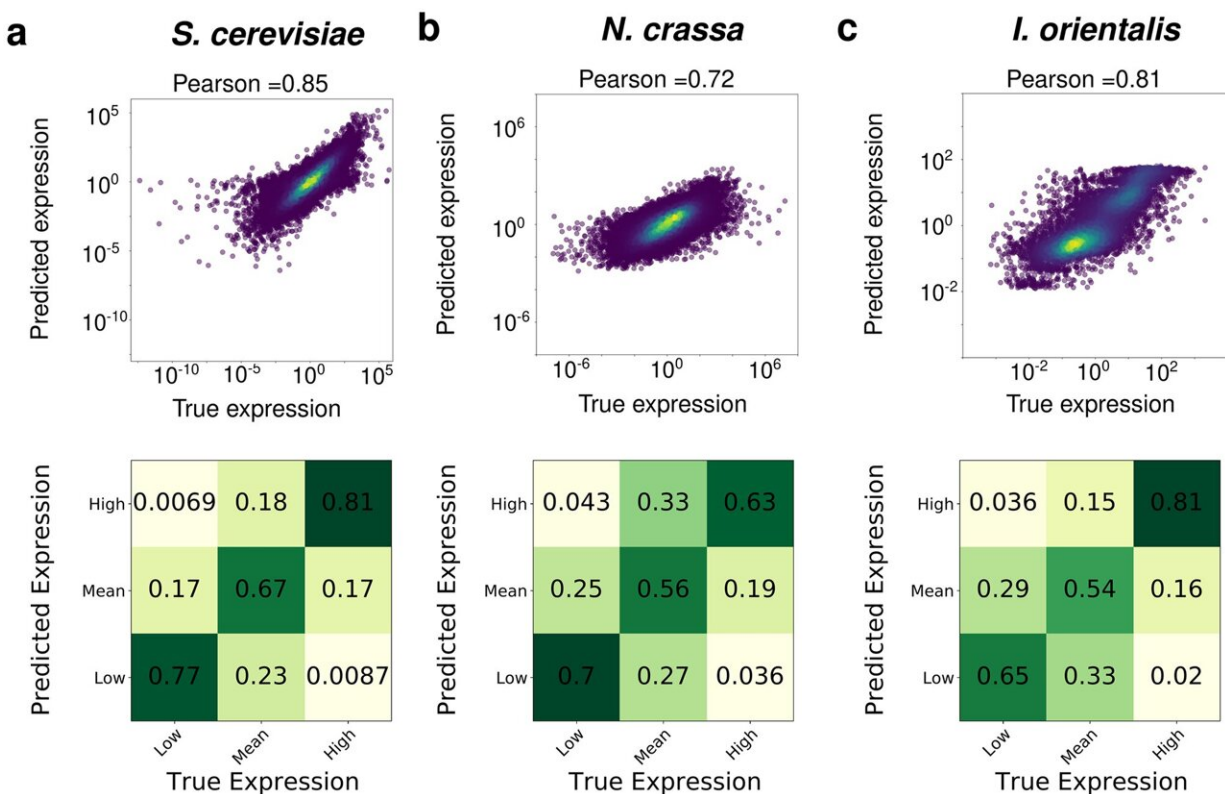 a
S. cerevisiae
Pearson =0.85
Predicted expression
10^5
10^0
10^-5
10^-10
10^-10 10^-5 10^0 10^5
True expression
b
N. crassa
Pearson =0.72
Predicted expression
10^6
10^0
10^-6
10^-6 10^0 10^6
True expression
c
I. orientalis
Pearson =0.81
Predicted expression
10^2
10^0
10^-2
10^-2 10^0 10^2
True expression
Predicted Expression
High 0.0069 0.18 0.81
Mean 0.17 0.67 0.17
Low 0.77 0.23 0.0087
Low Mean High
True Expression
Predicted Expression
High 0.043 0.33 0.63
Mean 0.25 0.56 0.19
Low 0.7 0.27 0.036
Low Mean High
True Expression
Predicted Expression
High 0.036 0.15 0.81
Mean 0.29 0.54 0.16
Low 0.65 0.33 0.02
Low Mean High
True Expression